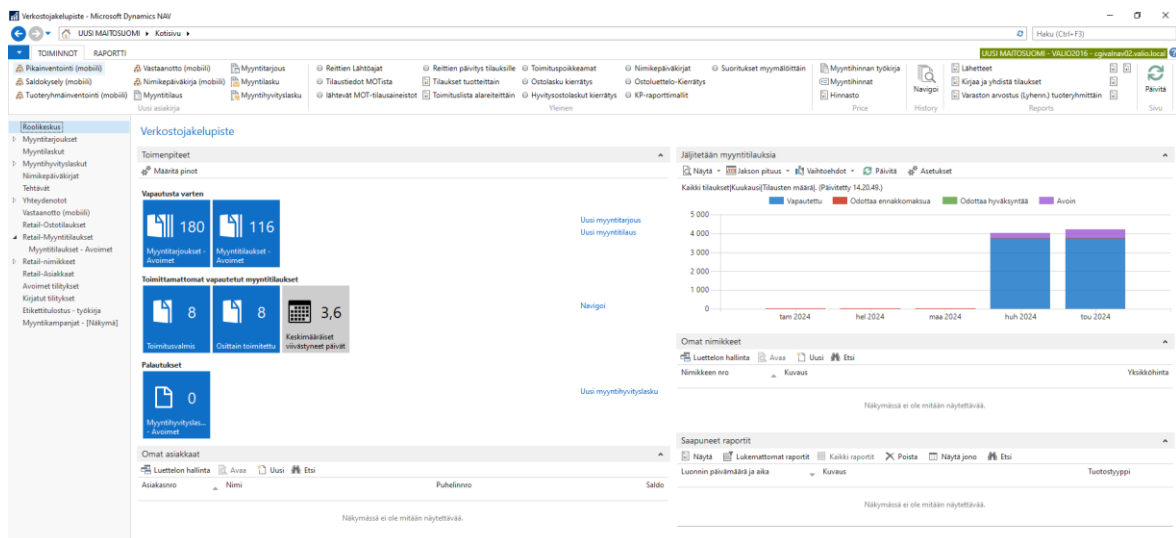 Verkostojakelupiste - Microsoft Dynamics NAV
UUSI MAITOSUOMI Kotisivu
Haku (Ctrl+F3)
TOIMINNOT RAPORTTI
UUSI MAITOSUOMI - VALIO2016 - cgivalnav02.valio.local
Pikainventointi (mobiili) Vastaanotto (mobiili) Myyntitarjous Reittien Lähtöajat Reittien päivitys tilauksille Toimituspoikkeamat Nimikepäiväkirjat Suoritukset myymälöittäin Myyntihinnan työkirja Lähetteet
Saldokysely (mobiili) Nimikepäiväkirja (mobiili) Myyntilasku Tilaustiedot MOTista Tilaukset tuotteittain Ostolasku kierrätys Ostoluettelo-Kierrätys Myyntihinnat Kirjaa ja yhdistä tilaukset
Tuoteryhmäinventointi (mobiili) Myyntitilaus Myyntihyvityslasku lähtevät MOT-tilausaineistot Toimituslista alareiteittäin Hyvitysostolaskut kierrätys KP-raporttimallit Hinnasto Varaston arvostus (Lyhenn.) tuoteryhmittäin
Navigoi
Päivitä
Uusi asiakirja Yleinen Price History Reports Sivu
Roolikeskus
Myyntitarjoukset
Myyntilaskut
Myyntihyvityslaskut
Nimikepäiväkirjat
Tehtävät
Yhteydenotot
Vastaanotto (mobiili)
Retail-Ostotilaukset
Retail-Myyntitilaukset
Myyntitilaukset - Avoimet
Retail-nimikkeet
Retail-Asiakkaat
Avoimet tilitykset
Kirjatut tilitykset
Etikettitulostus - työkirja
Myyntikampanjat - [Näkymä]
Verkostojakelupiste
Toimenpiteet
Määritä pinot
Vapautusta varten
180
Myyntitarjoukset -
Avoimet
116
Myyntitilaukset -
Avoimet
Uusi myyntitarjous
Uusi myyntitilaus
Toimittamattomat vapautetut myyntitilaukset
8
Toimitusvalmis
8
Osittain toimitettu
3,6
Keskimääräiset
viivästyneet päivät
Navigoi
Palautukset
0
Myyntihyvityslas...
- Avoimet
Uusi myyntihyvityslasku
Omat asiakkaat
Luettelon hallinta Avaa Uusi Etsi
Asiakasnro Nimi Puhelinnro Saldo
Näkymässä ei ole mitään näytettävää.
Jäljitetään myyntitilauksia
Näytä Jakson pituus Vaihtoehdot Päivitä Asetukset
Kaikki tilaukset|Kuukausi|Tilausten määrä|. (Päivitetty 14.20.49.)
Vapautettu Odottaa ennakkomaksua Odottaa hyväksyntää Avoin
5 000
4 000
3 000
2 000
1 000
0
tam 2024 hel 2024 maa 2024 huh 2024 tou 2024
Omat nimikkeet
Luettelon hallinta Avaa Uusi Etsi
Nimikkeen nro Kuvaus Yksikköhinta
Näkymässä ei ole mitään näytettävää.
Saapuneet raportit
Näytä Lukemattomat raportit Kaikki raportit Poista Näytä jono Etsi
Luonnin päivämäärä ja aika Kuvaus Tuotostyyppi
Näkymässä ei ole mitään näytettävää.